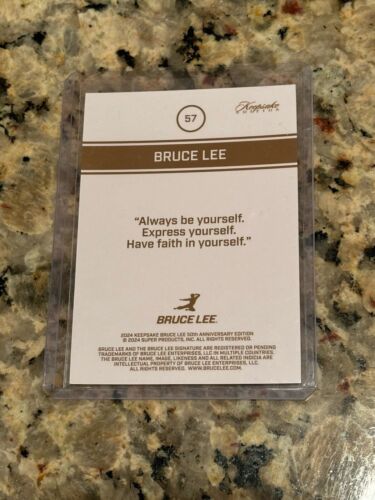 57
Keepsake
EDITION
BRUCE LEE
“Always be yourself.
Express yourself.
Have faith in yourself.”
BRUCE LEE
2024 KEEPSAKE BRUCE LEE 50TH ANNIVERSARY EDITION
© 2024 SUPER PRODUCTS, INC. ALL RIGHTS RESERVED.
BRUCE LEE AND THE BRUCE LEE SIGNATURE ARE REGISTERED OR PENDING
TRADEMARKS OF BRUCE LEE ENTERPRISES, LLC IN MULTIPLE COUNTRIES.
THE BRUCE LEE NAME, IMAGE, LIKENESS AND ALL RELATED INDICIA ARE
INTELLECTUAL PROPERTY OF BRUCE LEE ENTERPRISES, LLC.
ALL RIGHTS RESERVED. WWW.BRUCELEE.COM.